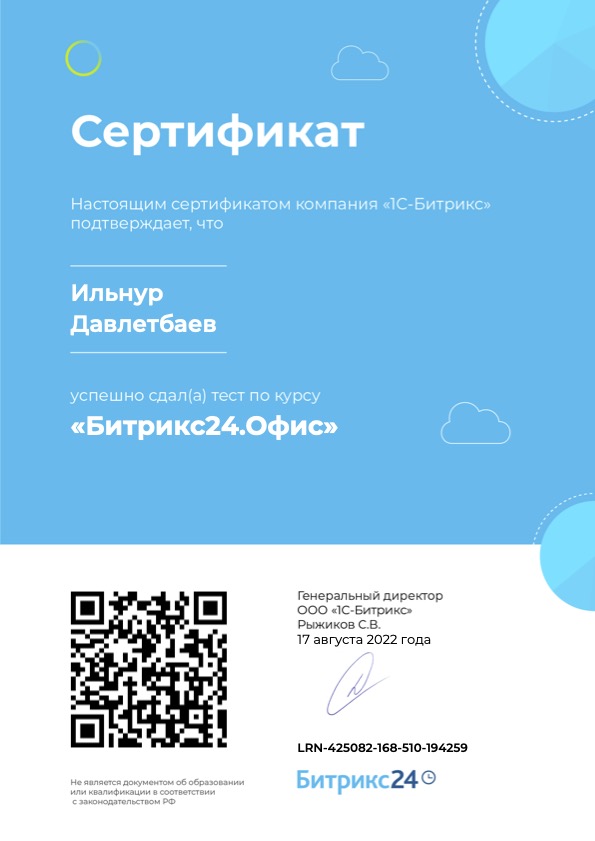 Сертификат
Настоящим сертификатом компания «1С-Битрикс»
подтверждает, что
Ильнур
Давлетбаев
успешно сдал(а) тест по курсу
«Битрикс24.Офис»
Генеральный директор
ООО «1С-Битрикс»
Рыжиков С.В.
17 августа 2022 года
LRN-425082-168-510-194259
Битрикс24
Не является документом об образовании
или квалификации в соответствии
с законодательством РФ